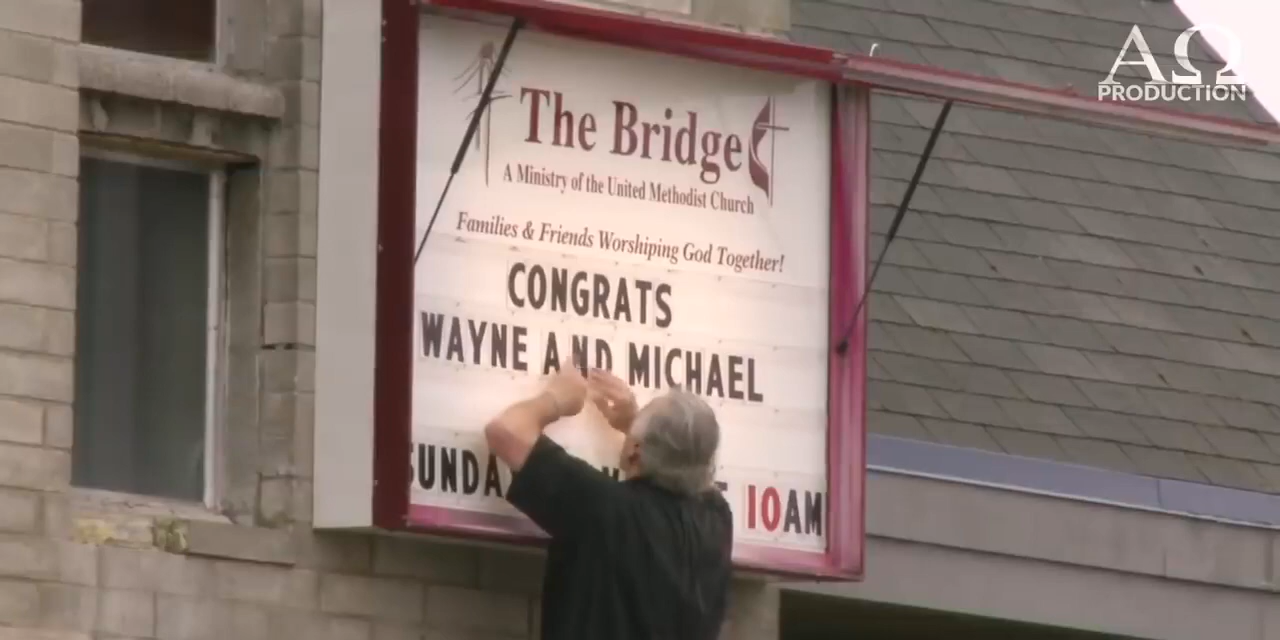 ΑΩ
PRODUCTION
The Bridge
A Ministry of the United Methodist Church
Families & Friends Worshiping God Together!
CONGRATS
WAYNE AND MICHAEL
10AM